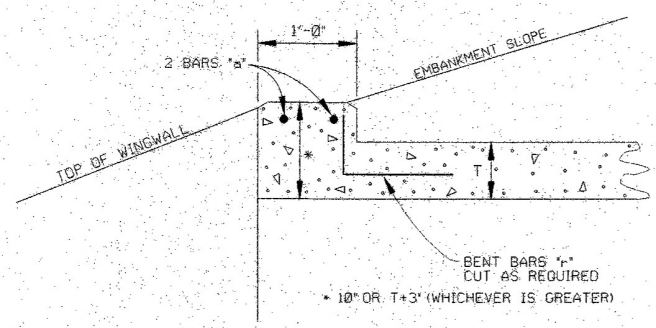 1'-0"
2 BARS "a"
EMBANKMENT SLOPE
TOP OF WINGWALL
*
T
BENT BARS "r"
CUT AS REQUIRED
* 10" OR T+3" (WHICHEVER IS GREATER)